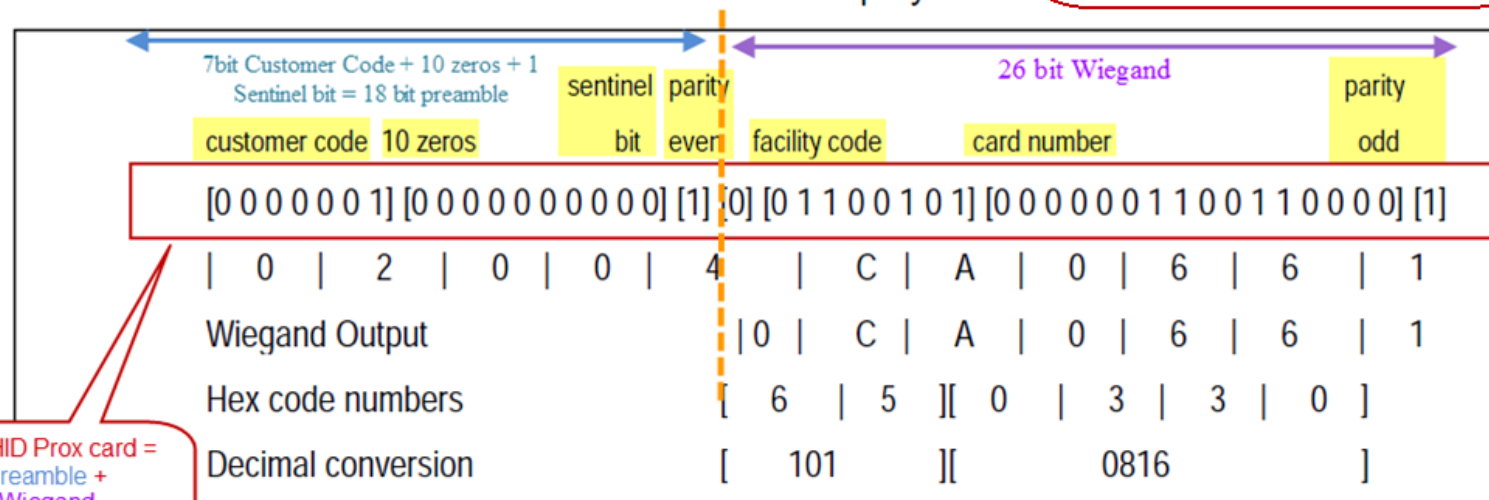 7bit Customer Code + 10 zeros + 1
Sentinel bit = 18 bit preamble
26 bit Wiegand
sentinel bit
parity even
parity odd
customer code 10 zeros
facility code
card number
[0 0 0 0 0 0 1] [0 0 0 0 0 0 0 0 0 0] [1] [0] [0 1 1 0 0 1 0 1] [0 0 0 0 0 0 1 1 0 0 1 1 0 0 0 0] [1]
| 0 | 2 | 0 | 0 | 4 | C | A | 0 | 6 | 6 | 1
Wiegand Output |0 | C | A | 0 | 6 | 6 | 1
Hex code numbers [ 6 | 5 ][ 0 | 3 | 3 | 0 ]
Decimal conversion [ 101 ][ 0816 ]
HID Prox card =
reamble +
Wiegand